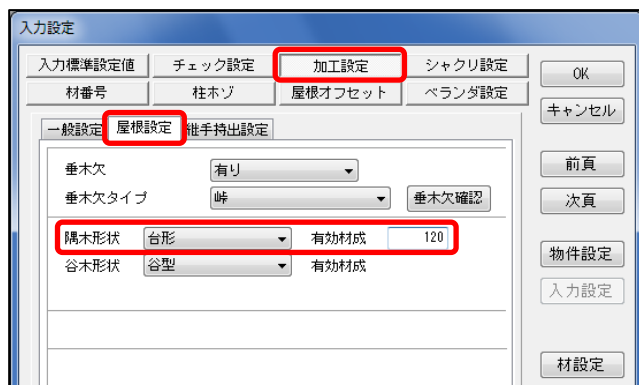 入力設定
入力標準設定値 チェック設定 加工設定 シャクリ設定
材番号 柱ホゾ 屋根オフセット ベランダ設定
一般設定 屋根設定 継手持出設定
垂木欠 有り
垂木欠タイプ 峠 垂木欠確認
隅木形状 台形 有効材成 120
谷木形状 谷型 有効材成
OK
キャンセル
前頁
次頁
物件設定
入力設定
材設定